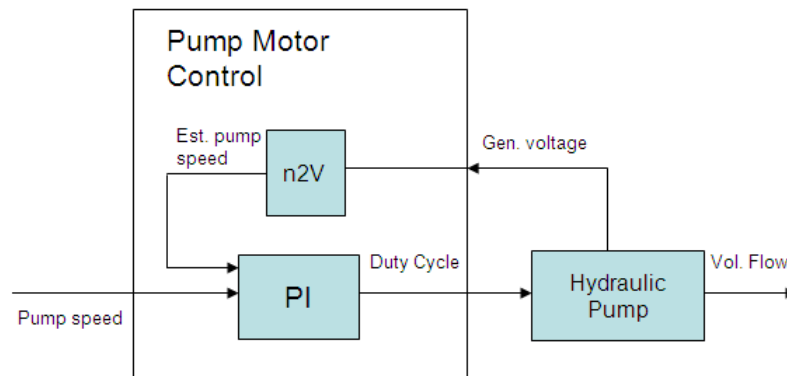 Pump Motor
Control
Est. pump
speed
n2V
Gen. voltage
Duty Cycle
PI
Hydraulic
Pump
Vol. Flow
Pump speed